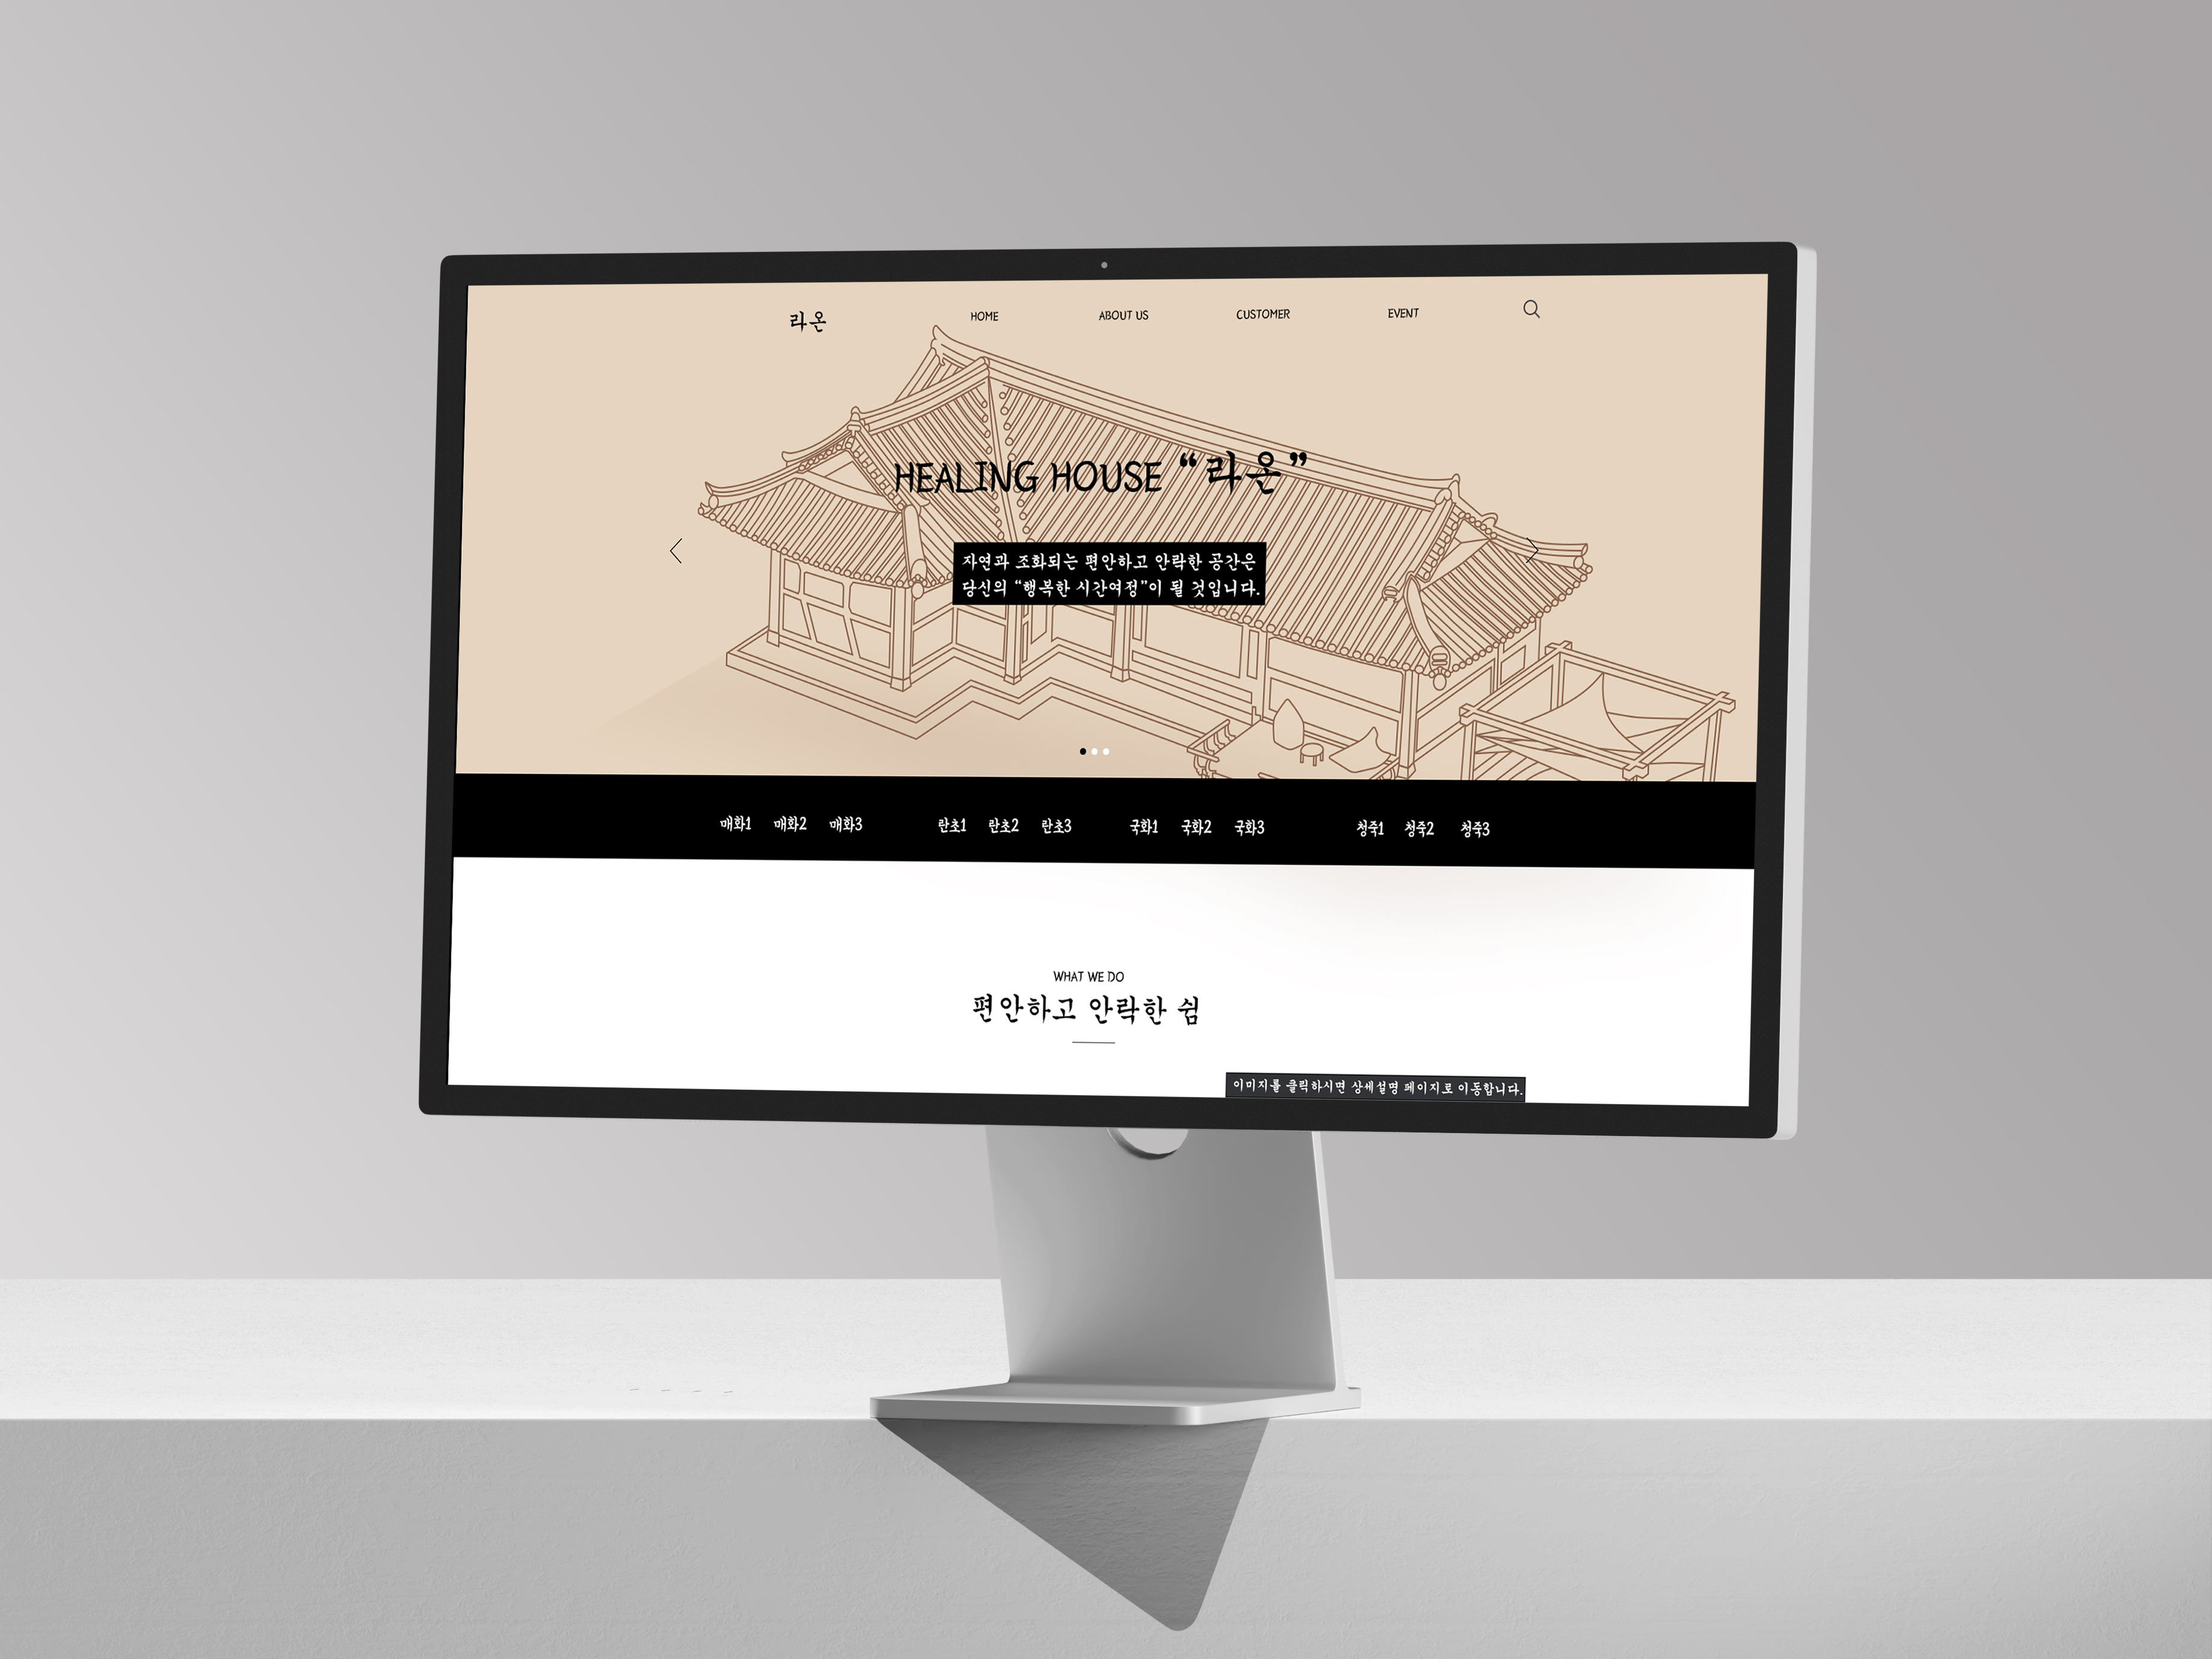 라온
HOME
ABOUT US
CUSTOMER
EVENT
HEALING HOUSE “라온”
자연과 조화되는 편안하고 안락한 공간은
당신의 “행복한 시간여정”이 될 것입니다.
매화1 매화2 매화3 란초1 란초2 란초3 국화1 국화2 국화3 청죽1 청죽2 청죽3
WHAT WE DO
편안하고 안락한 쉼
이미지를 클릭하시면 상세설명 페이지로 이동합니다.